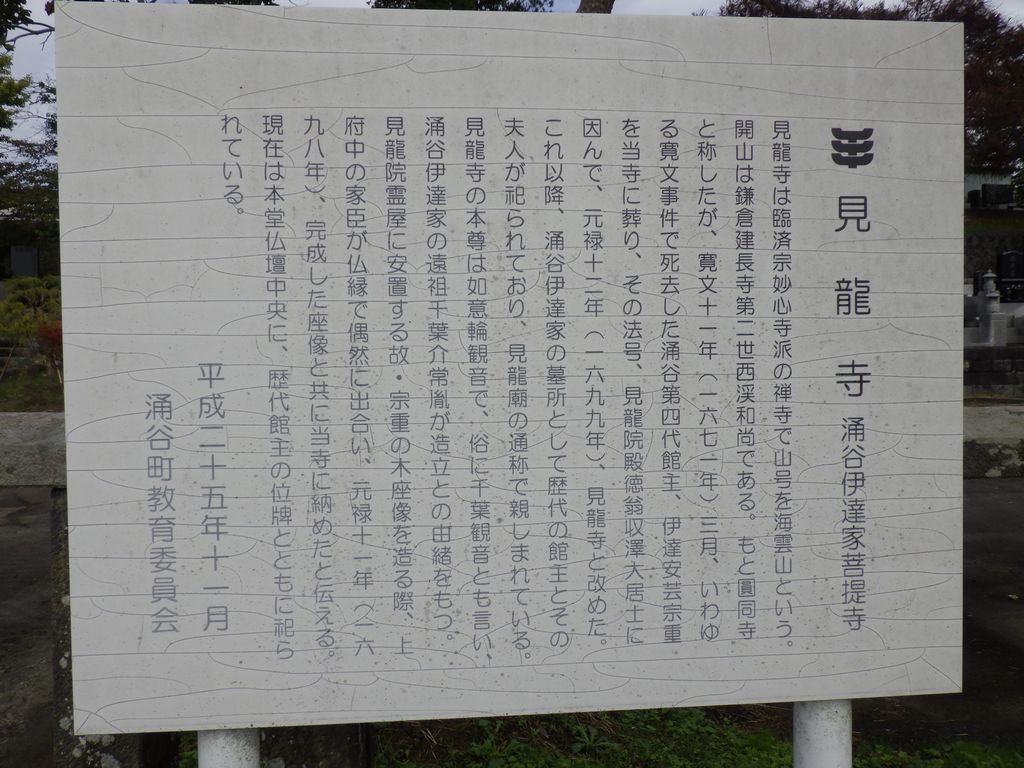 見龍寺 涌谷伊達家菩提寺
見龍寺は臨済宗妙心寺派の禅寺で山号を海雲山という。
開山は鎌倉建長寺第二世西渓和尚である。もと圓同寺
と称したが、寛文十一年（一六七一年）三月、いわゆ
る寛文事件で死去した涌谷第四代館主、伊達安芸宗重
を当寺に葬り、その法号、見龍院殿徳翁収澤大居士に
因んで、元禄十二年（一六九九年）、見龍寺と改めた。
これ以降、涌谷伊達家の墓所として歴代の館主とその
夫人が祀られており、見龍廟の通称で親しまれている。
見龍寺の本尊は如意輪観音で、俗に千葉観音とも言い、
涌谷伊達家の遠祖千葉介常胤が造立との由緒をもつ。
見龍院霊屋に安置する故・宗重の木座像を造る際、上
府中の家臣が仏縁で偶然に出合い、元禄十一年（一六
九八年）、完成した座像と共に当寺に納めたと伝える。
現在は本堂仏壇中央に、歴代館主の位牌とともに祀ら
れている。
平成二十五年十一月
涌谷町教育委員会